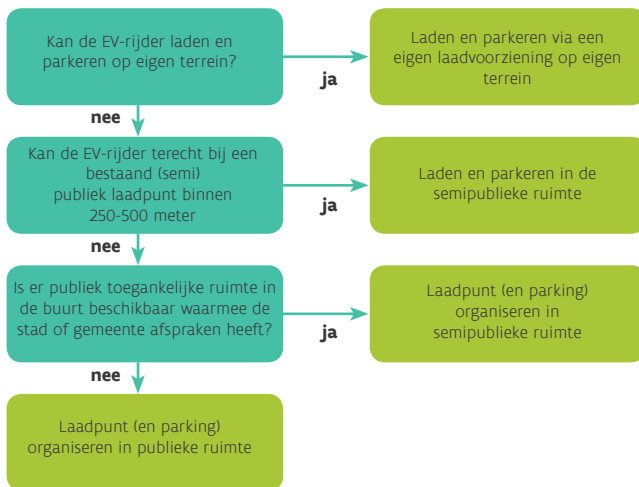 Kan de EV-rijder laden en
parkeren op eigen terrein?
ja
Laden en parkeren via een
eigen laadvoorziening op eigen
terrein
nee
Kan de EV-rijder terecht bij een
bestaand (semi)
publiek laadpunt binnen
250-500 meter
ja
Laden en parkeren in de
semipublieke ruimte
nee
Is er publiek toegankelijke ruimte in
de buurt beschikbaar waarmee de
stad of gemeente afspraken heeft?
ja
Laadpunt (en parking)
organiseren in
semipublieke ruimte
nee
Laadpunt (en parking)
organiseren in publieke ruimte